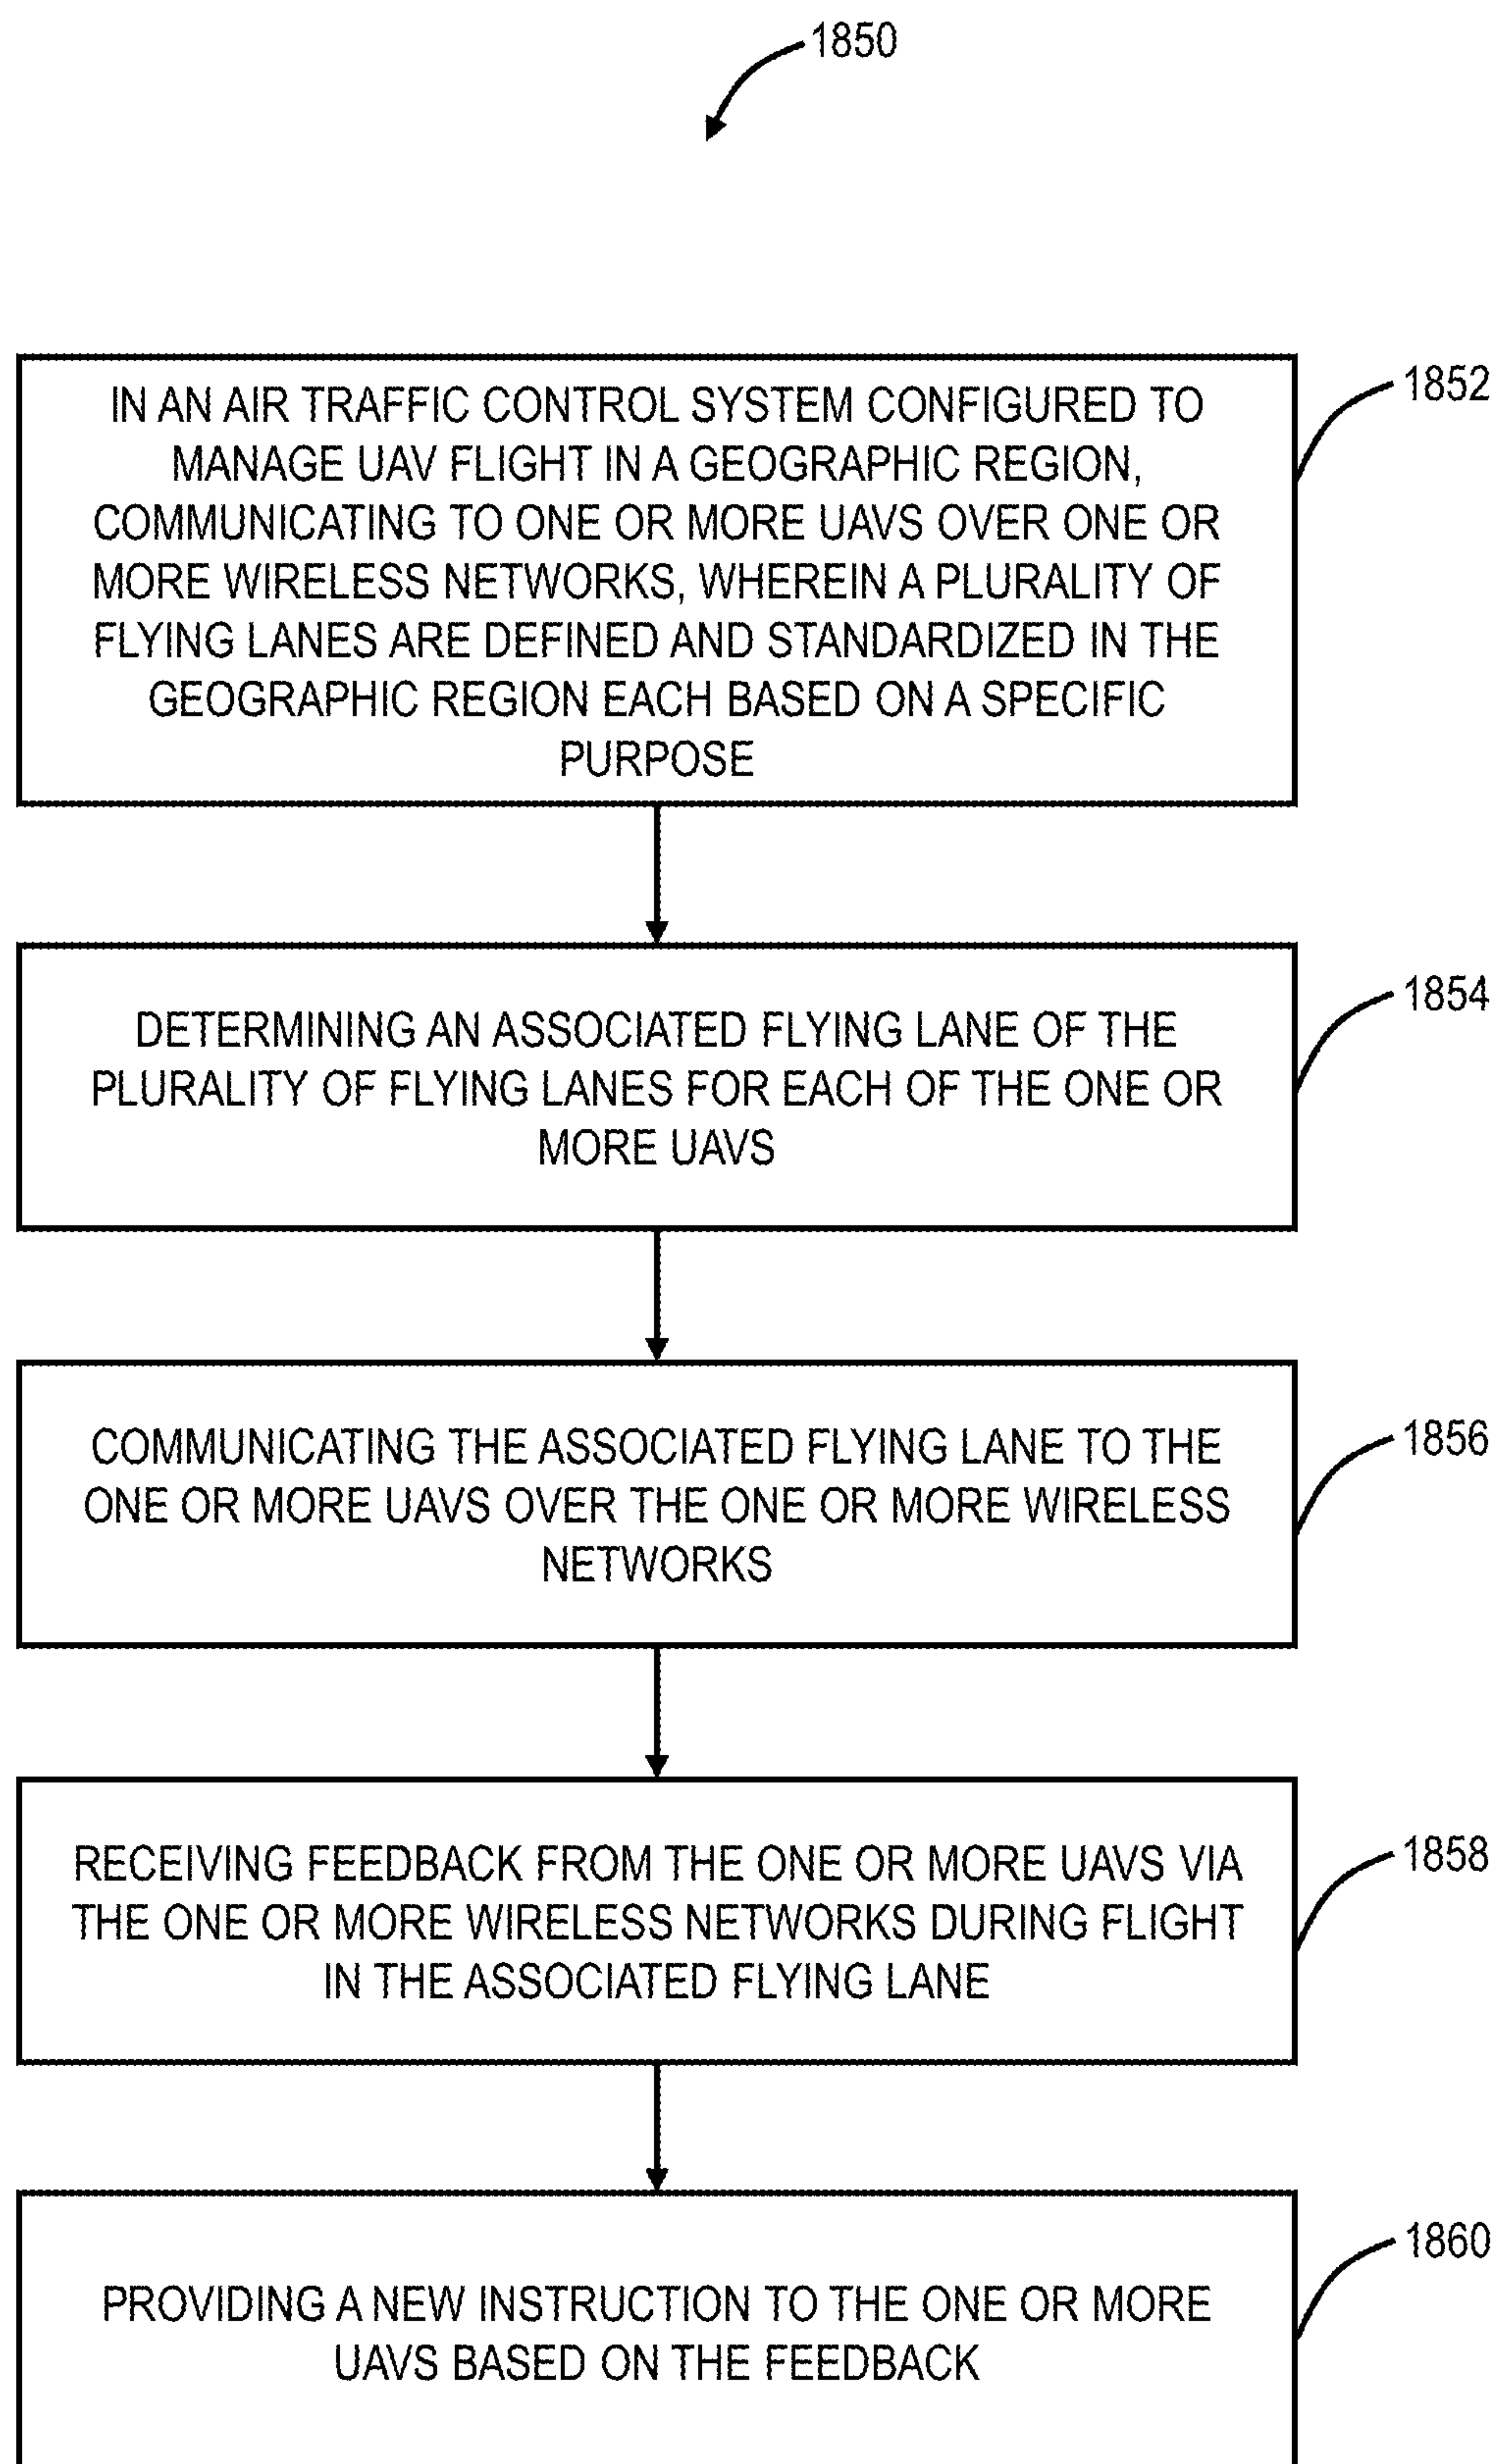 1850
IN AN AIR TRAFFIC CONTROL SYSTEM CONFIGURED TO
MANAGE UAV FLIGHT IN A GEOGRAPHIC REGION,
COMMUNICATING TO ONE OR MORE UAVS OVER ONE OR
MORE WIRELESS NETWORKS, WHEREIN A PLURALITY OF
FLYING LANES ARE DEFINED AND STANDARDIZED IN THE
GEOGRAPHIC REGION EACH BASED ON A SPECIFIC
PURPOSE
1852
DETERMINING AN ASSOCIATED FLYING LANE OF THE
PLURALITY OF FLYING LANES FOR EACH OF THE ONE OR
MORE UAVS
1854
COMMUNICATING THE ASSOCIATED FLYING LANE TO THE
ONE OR MORE UAVS OVER THE ONE OR MORE WIRELESS
NETWORKS
1856
RECEIVING FEEDBACK FROM THE ONE OR MORE UAVS VIA
THE ONE OR MORE WIRELESS NETWORKS DURING FLIGHT
IN THE ASSOCIATED FLYING LANE
1858
PROVIDING A NEW INSTRUCTION TO THE ONE OR MORE
UAVS BASED ON THE FEEDBACK
1860